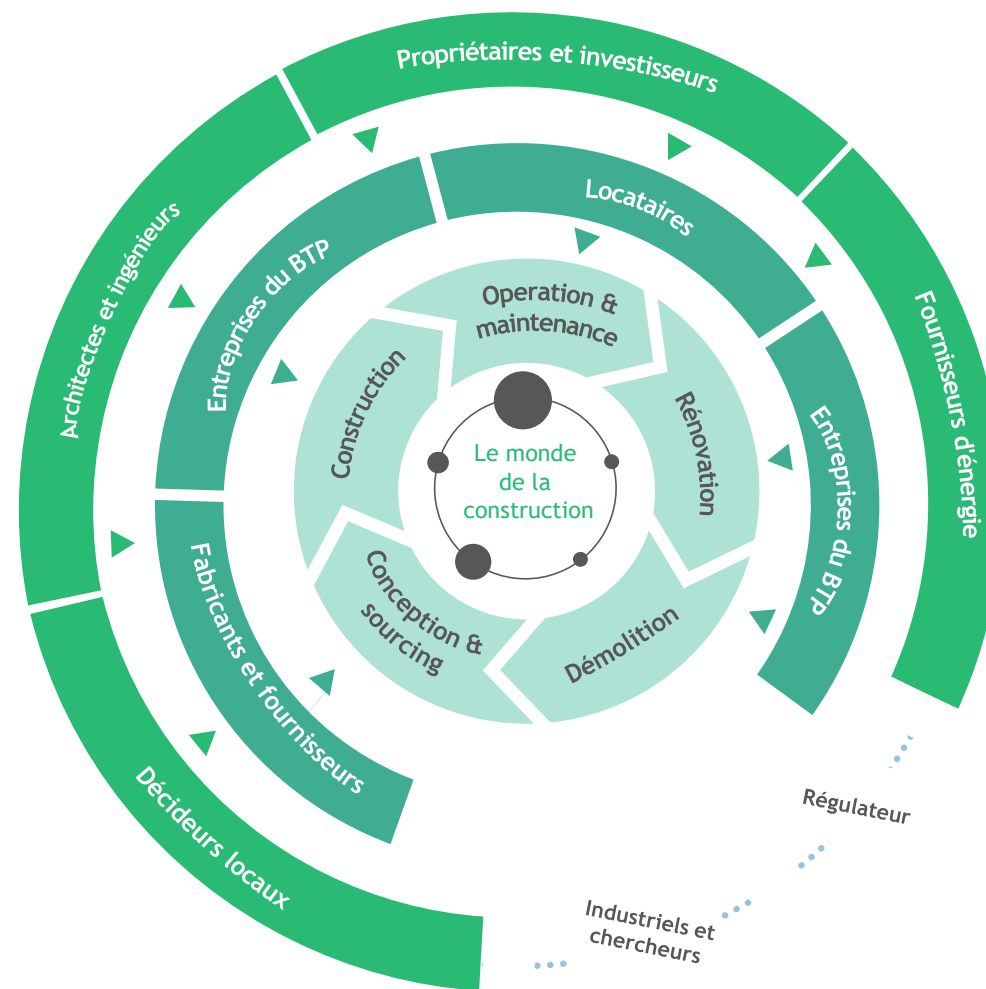 Propriétaires et investisseurs
Architectes et ingénieurs
Fournisseurs d'énergie
Décideurs locaux
Locataires
Entreprises du BTP
Entreprises du BTP
Fabricants et fournisseurs
Operation &
maintenance
Construction
Rénovation
Conception &
sourcing
Démolition
Le monde
de la
construction
Régulateur
Industriels et
chercheurs